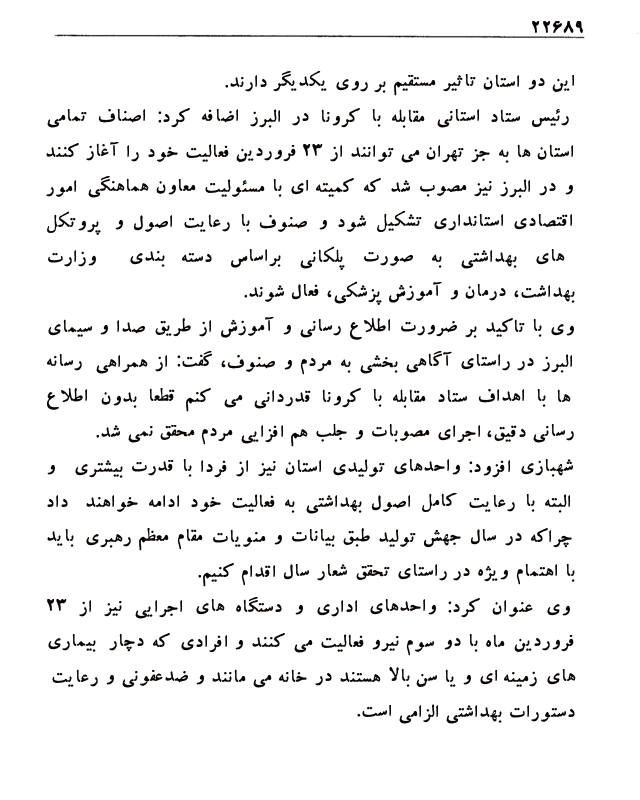 ۲۲۶۸۹
این دو استان تاثیر مستقیم بر روی یکدیگر دارند.
رئیس ستاد استانی مقابله با کرونا در البرز اضافه کرد: اصناف تمامی
استان ها به جز تهران می توانند از ۲۳ فروردین فعالیت خود را آغاز کنند
و در البرز نیز مصوب شد که کمیته ای با مسئولیت معاون هماهنگی امور
اقتصادی استانداری تشکیل شود و صنوف با رعایت اصول و پروتکل
های بهداشتی به صورت پلکانی براساس دسته بندی وزارت
بهداشت، درمان و آموزش پزشکی، فعال شوند.
وی با تاکید بر ضرورت اطلاع رسانی و آموزش از طریق صدا و سیمای
البرز در راستای آگاهی بخشی به مردم و صنوف، گفت: از همراهی رسانه
ها با اهداف ستاد مقابله با کرونا قدردانی می کنم قطعا بدون اطلاع
رسانی دقیق، اجرای مصوبات و جلب هم افزایی مردم محقق نمی شد.
شهبازی افزود: واحدهای تولیدی استان نیز از فردا با قدرت بیشتری و
البته با رعایت کامل اصول بهداشتی به فعالیت خود ادامه خواهند داد
چراکه در سال جهش تولید طبق بیانات و منویات مقام معظم رهبری باید
با اهتمام ویژه در راستای تحقق شعار سال اقدام کنیم.
وی عنوان کرد: واحدهای اداری و دستگاه های اجرایی نیز از ۲۳
فروردین ماه با دو سوم نیرو فعالیت می کنند و افرادی که دچار بیماری
های زمینه ای و یا سن بالا هستند در خانه می مانند و ضدعفونی و رعایت
دستورات بهداشتی الزامی است.